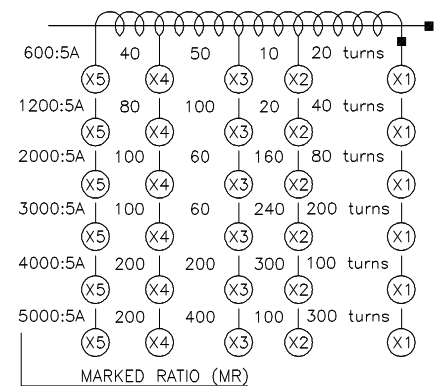 600:5A 40 50 10 20 turns
X5 X4 X3 X2 X1
1200:5A 80 100 20 40 turns
X5 X4 X3 X2 X1
2000:5A 100 60 160 80 turns
X5 X4 X3 X2 X1
3000:5A 100 60 240 200 turns
X5 X4 X3 X2 X1
4000:5A 200 200 300 100 turns
X5 X4 X3 X2 X1
5000:5A 200 400 100 300 turns
X5 X4 X3 X2 X1
MARKED RATIO (MR)